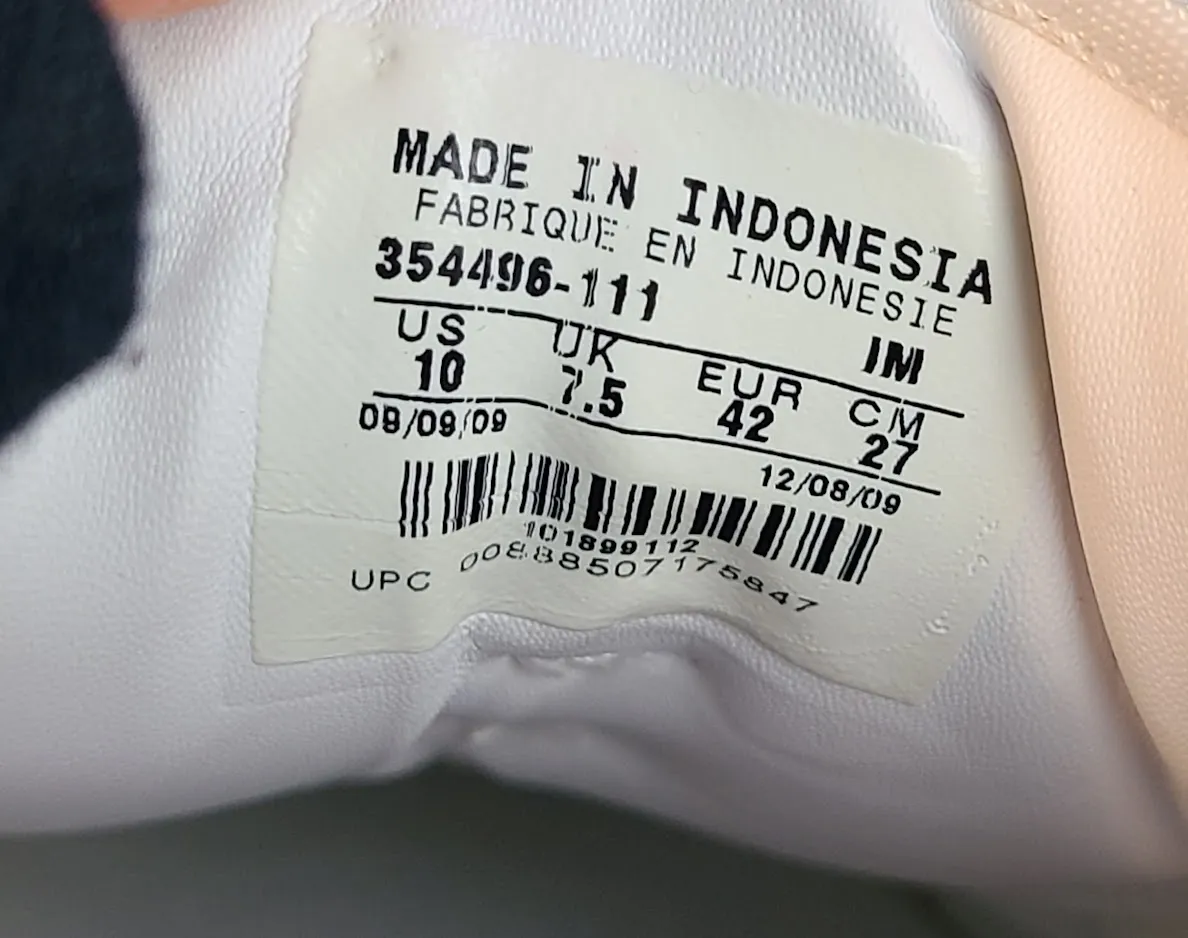 MADE IN INDONESIA
FABRIQUE EN INDONESIE
354496-111 IM
US UK EUR CM
10 7.5 42 27
09/09/09 12/08/09
101899112
UPC 00888507175847